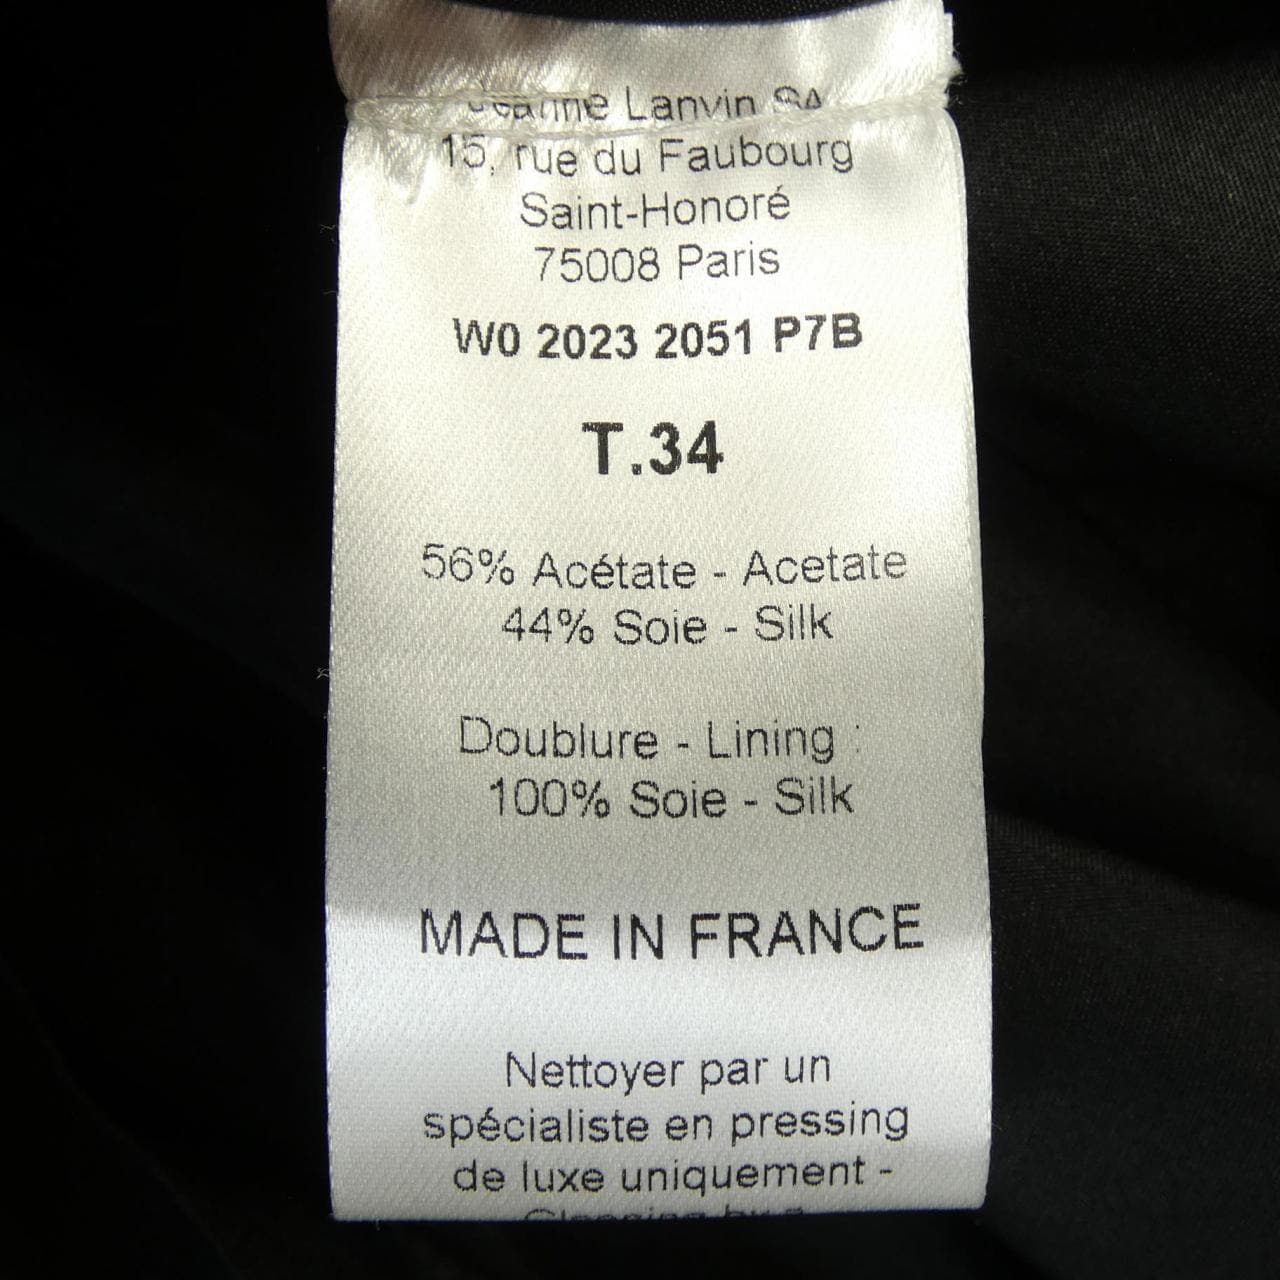 Jeanne Lanvin SA
15, rue du Faubourg
Saint-Honoré
75008 Paris
W0 2023 2051 P7B
T.34
56% Acétate - Acetate
44% Soie - Silk
Doublure - Lining :
100% Soie - Silk
MADE IN FRANCE
Nettoyer par un
spécialiste en pressing
de luxe uniquement -
Cleaning by a